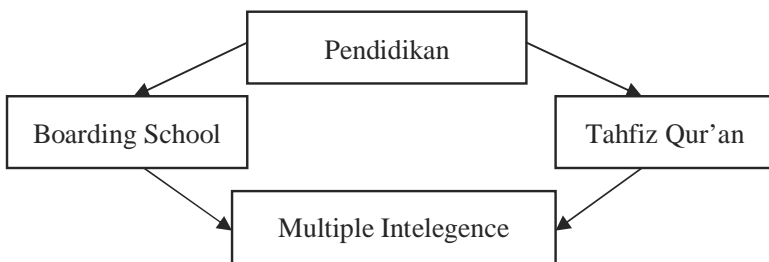 Pendidikan
Boarding School
Tahfiz Qur’an
Multiple Intelegence